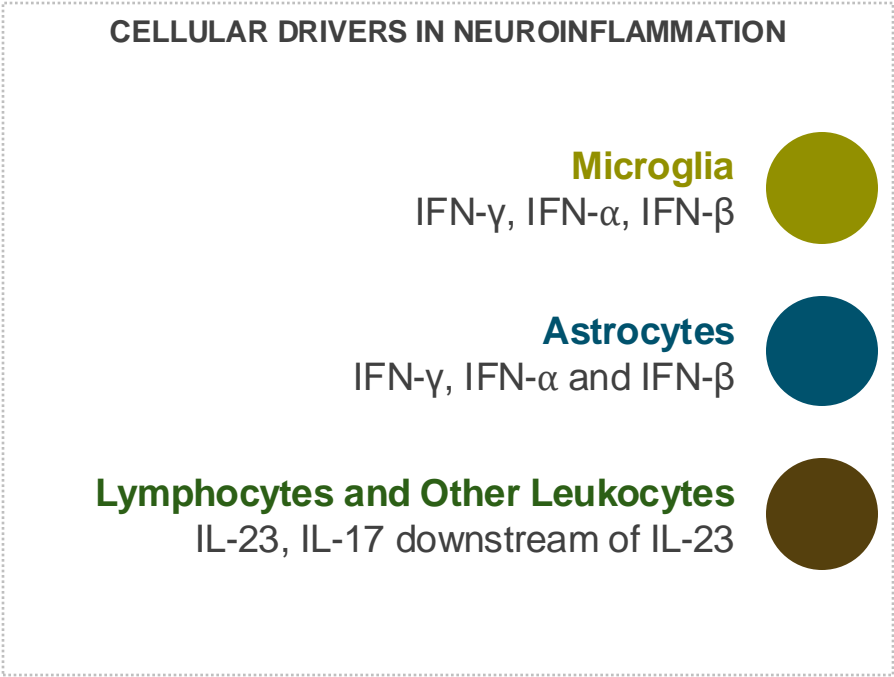 CELLULAR DRIVERS IN NEUROINFLAMMATION
Microglia
IFN-γ, IFN-α, IFN-β
Astrocytes
IFN-γ, IFN-α and IFN-β
Lymphocytes and Other Leukocytes
IL-23, IL-17 downstream of IL-23